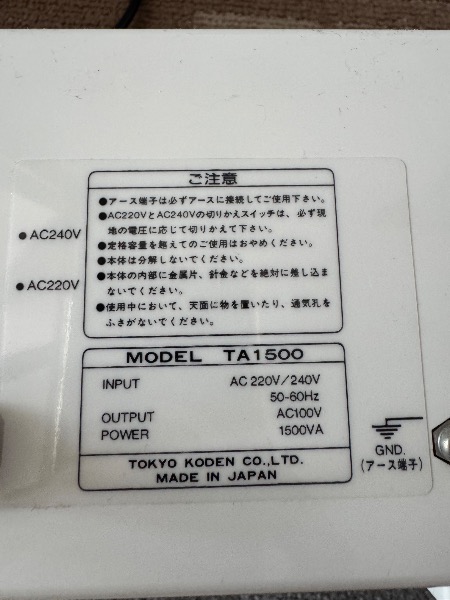 ご注意
●アース端子は必ずアースに接続してご使用下さい。
●AC220VとAC240Vの切りかえスイッチは、必ず現
地の電圧に応じて切りかえて下さい。
●定格容量を越えてのご使用はおやめください。
●本体は分解しないでください。
●本体の内部に金属片、針金などを絶対に差し込ま
ないでください。
●使用中において、天面に物を置いたり、通気孔を
ふさがないでください。
●AC240V
●AC220V
MODEL TA1500
INPUT AC 220V/240V
50-60Hz
OUTPUT AC100V
POWER 1500VA
TOKYO KODEN CO.,LTD.
MADE IN JAPAN
GND.
(アース端子)